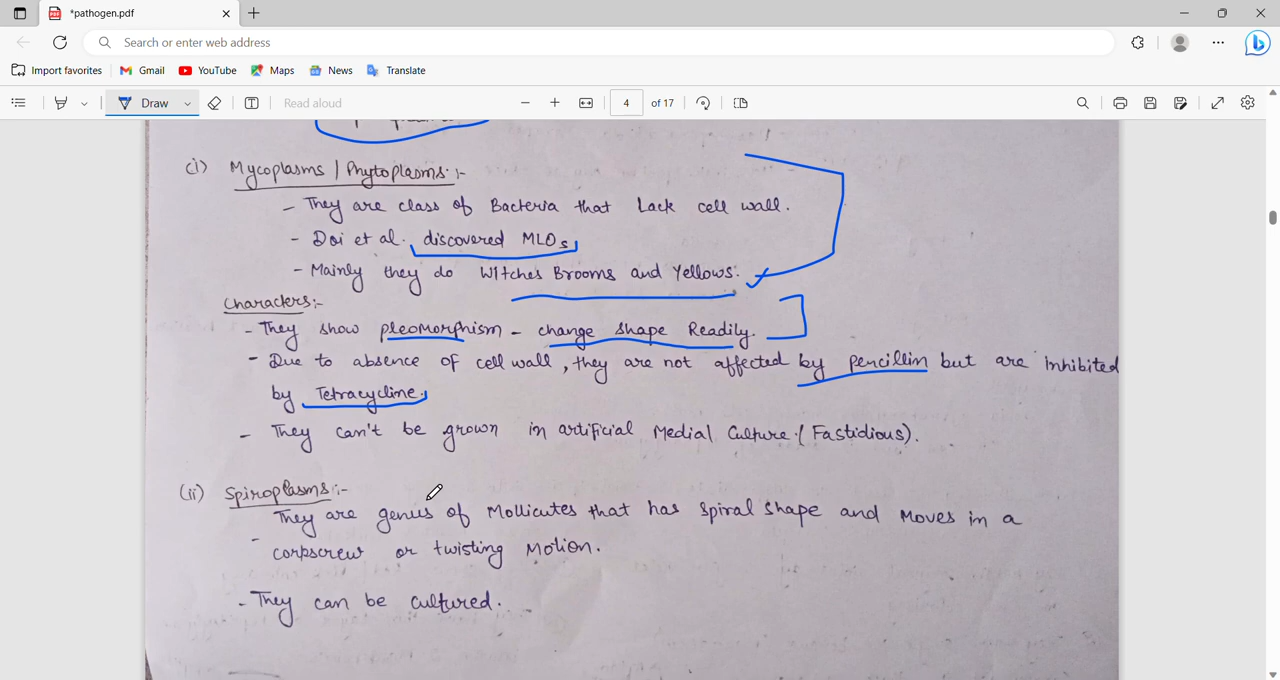 *pathogen.pdf
Search or enter web address
Import favorites Gmail YouTube Maps News Translate
Draw Read aloud 4 of 17
(i) Mycoplasms | Phytoplasms :-
- They are class of Bacteria that Lack cell wall.
- Doi et al. discovered MLOs
- Mainly they do Witches Brooms and Yellows.
Characters :-
- They show pleomorphism - change shape Readily.
- Due to absence of cell wall, they are not affected by pencillin but are inhibited
by Tetracycline.
- They can't be grown in artificial Medial Culture. (Fastidious).
(ii) Spiroplasms :-
- They are genus of Mollicutes that has spiral shape and Moves in a
corpscrew or twisting Motion.
- They can be cultured.